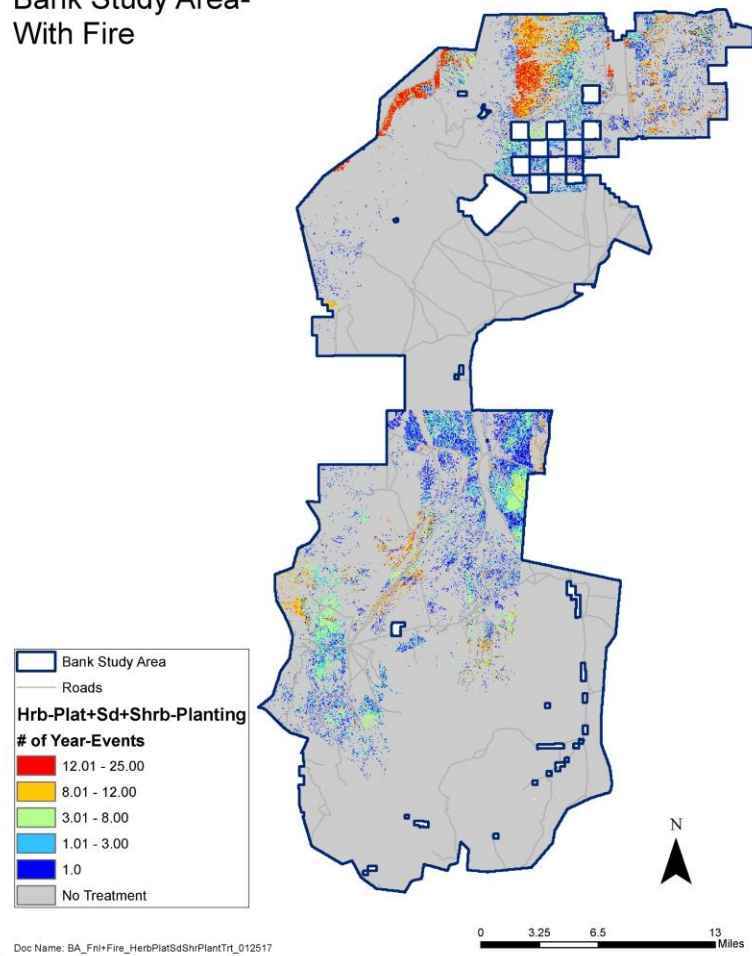 Bank Study Area-
With Fire
Bank Study Area
Roads
Hrb-Plat+Sd+Shrb-Planting
# of Year-Events
12.01 - 25.00
8.01 - 12.00
3.01 - 8.00
1.01 - 3.00
1.0
No Treatment
N
0 3.25 6.5 13
Miles
Doc Name: BA_Fnl+Fire_HerbPlatSdShrPlantTrt_012517